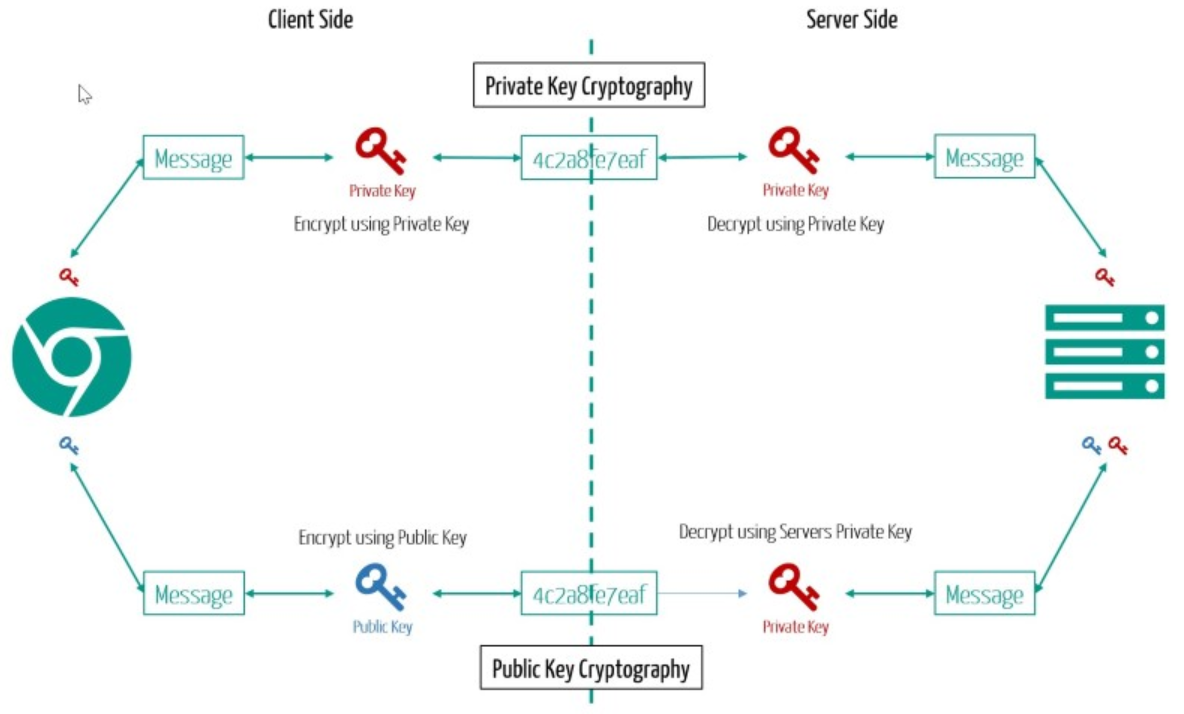 Client Side
Server Side
Private Key Cryptography
Message
4c2a8fe7eaf
Message
Private Key
Private Key
Encrypt using Private Key
Decrypt using Private Key
Encrypt using Public Key
Decrypt using Servers Private Key
Message
4c2a8fe7eaf
Message
Public Key
Private Key
Public Key Cryptography